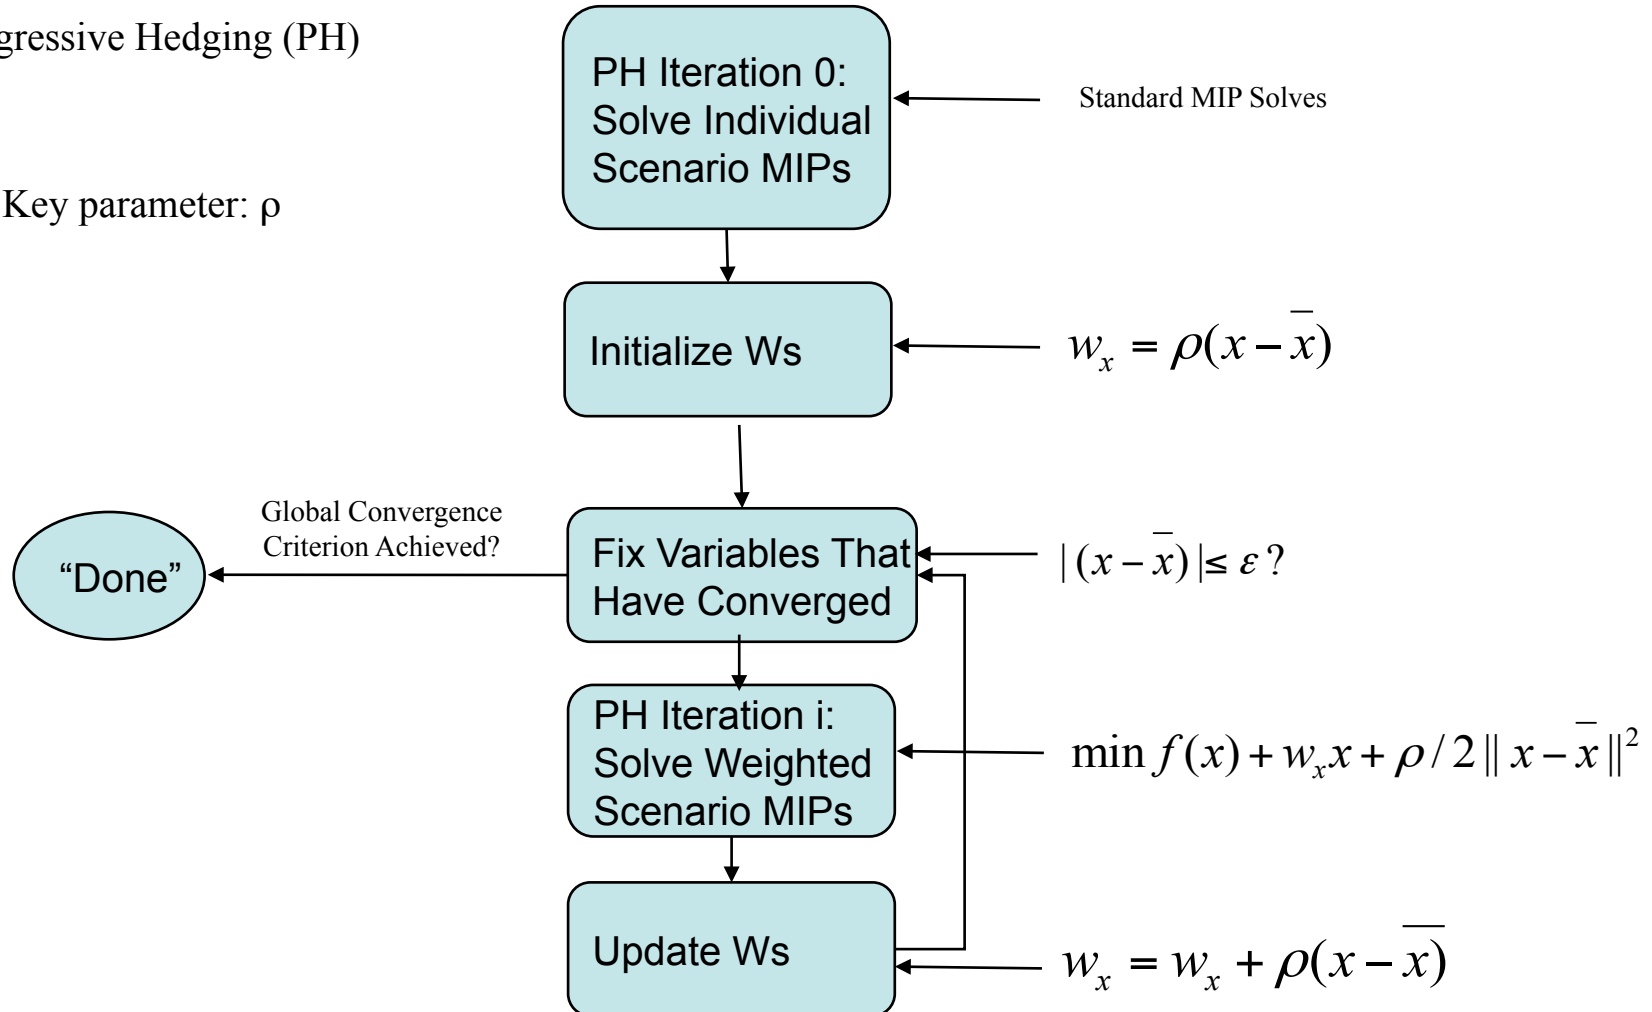 gressive Hedging (PH)
Key parameter: ρ
PH Iteration 0:
Solve Individual
Scenario MIPs
Standard MIP Solves
Initialize Ws
w_x = ρ(x − x̄)
Global Convergence
Criterion Achieved?
“Done”
Fix Variables That
Have Converged
| (x − x̄) |≤ ε ?
PH Iteration i:
Solve Weighted
Scenario MIPs
min f(x) + w_x x + ρ / 2 || x − x̄ ||²
Update Ws
w_x = w_x + ρ(x − x̄)